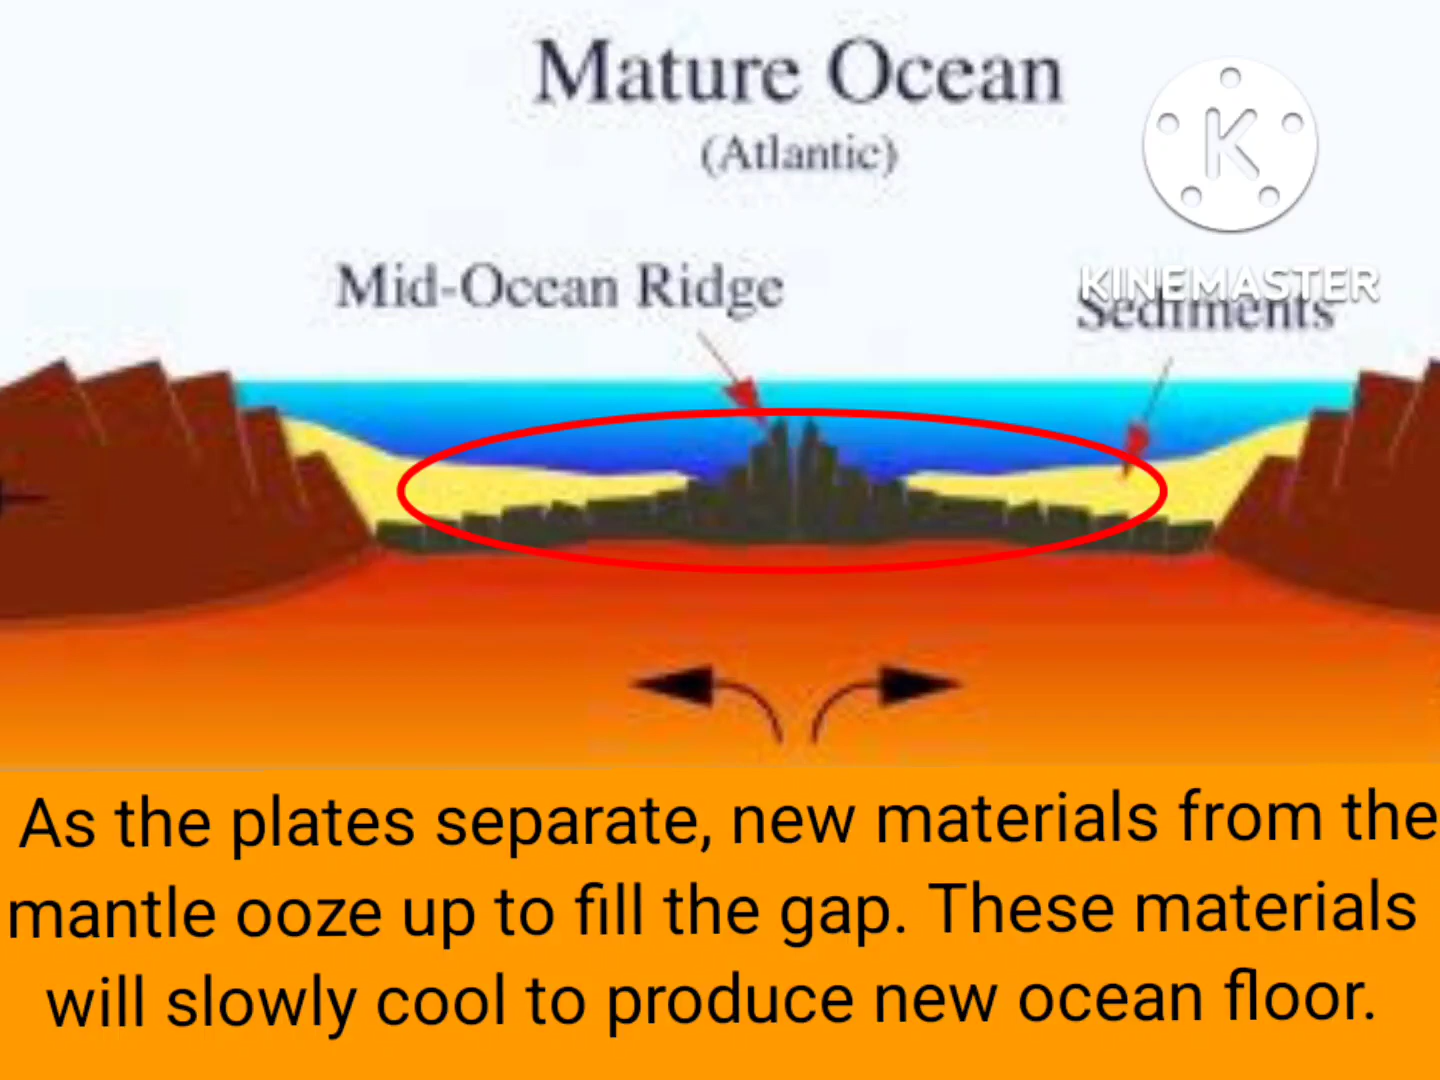 Mature Ocean
(Atlantic)
K
KINEMASTER
Mid-Ocean Ridge
Sediments
As the plates separate, new materials from the
mantle ooze up to fill the gap. These materials
will slowly cool to produce new ocean floor.